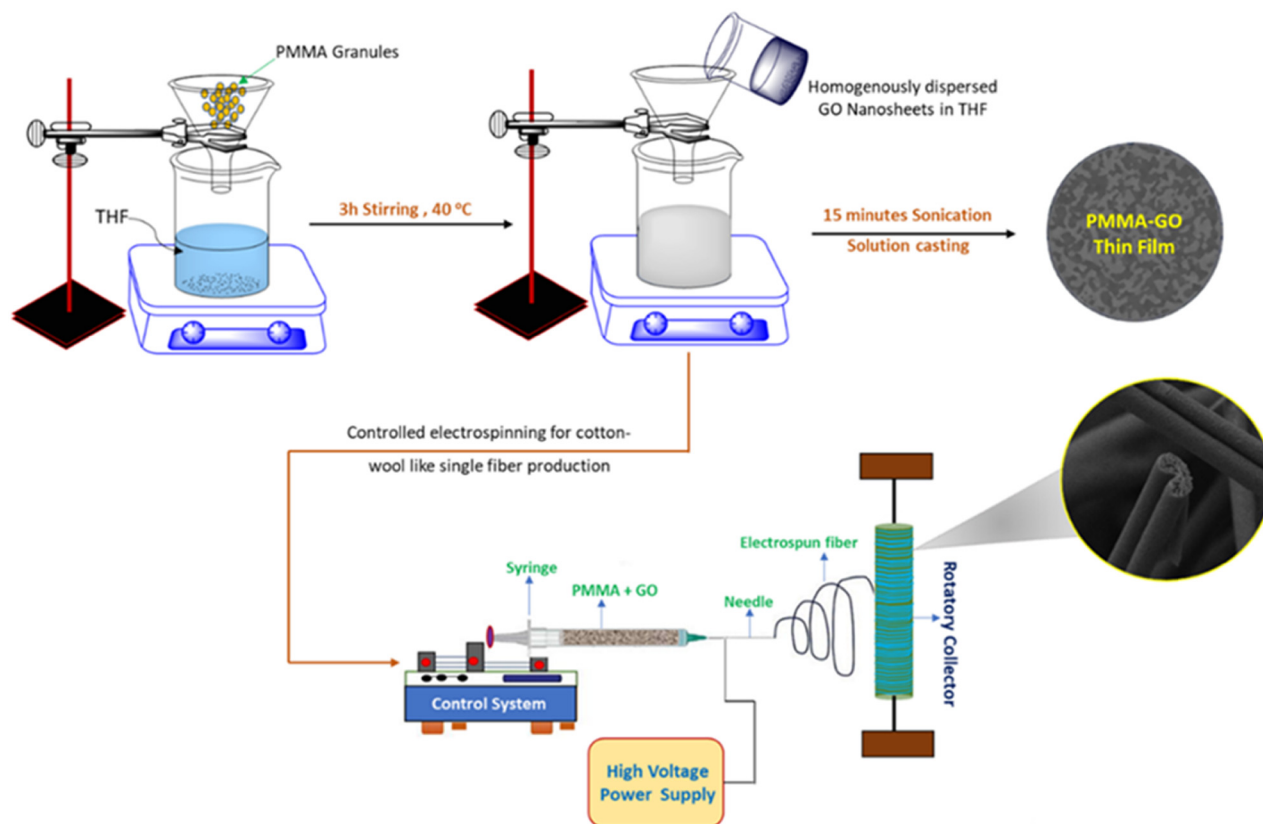 PMMA Granules
THF
3h Stirring , 40 °C
Homogenously dispersed
GO Nanosheets in THF
15 minutes Sonication
Solution casting
PMMA-GO
Thin Film
Controlled electrospinning for cotton-
wool like single fiber production
Syringe
PMMA + GO
Needle
Electrospun fiber
Rotatory Collector
Control System
High Voltage
Power Supply